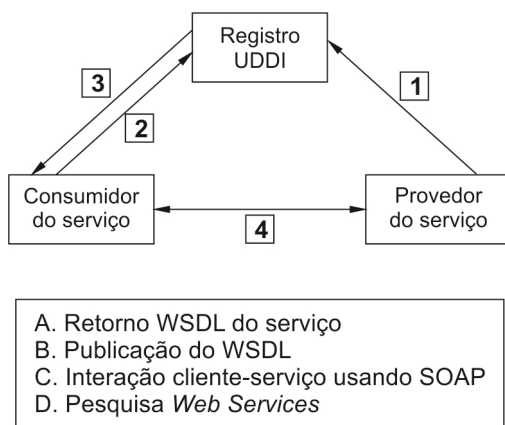 Registro
UDDI
3
1
2
Consumidor
do serviço
Provedor
do serviço
4
A. Retorno WSDL do serviço
B. Publicação do WSDL
C. Interação cliente-serviço usando SOAP
D. Pesquisa Web Services